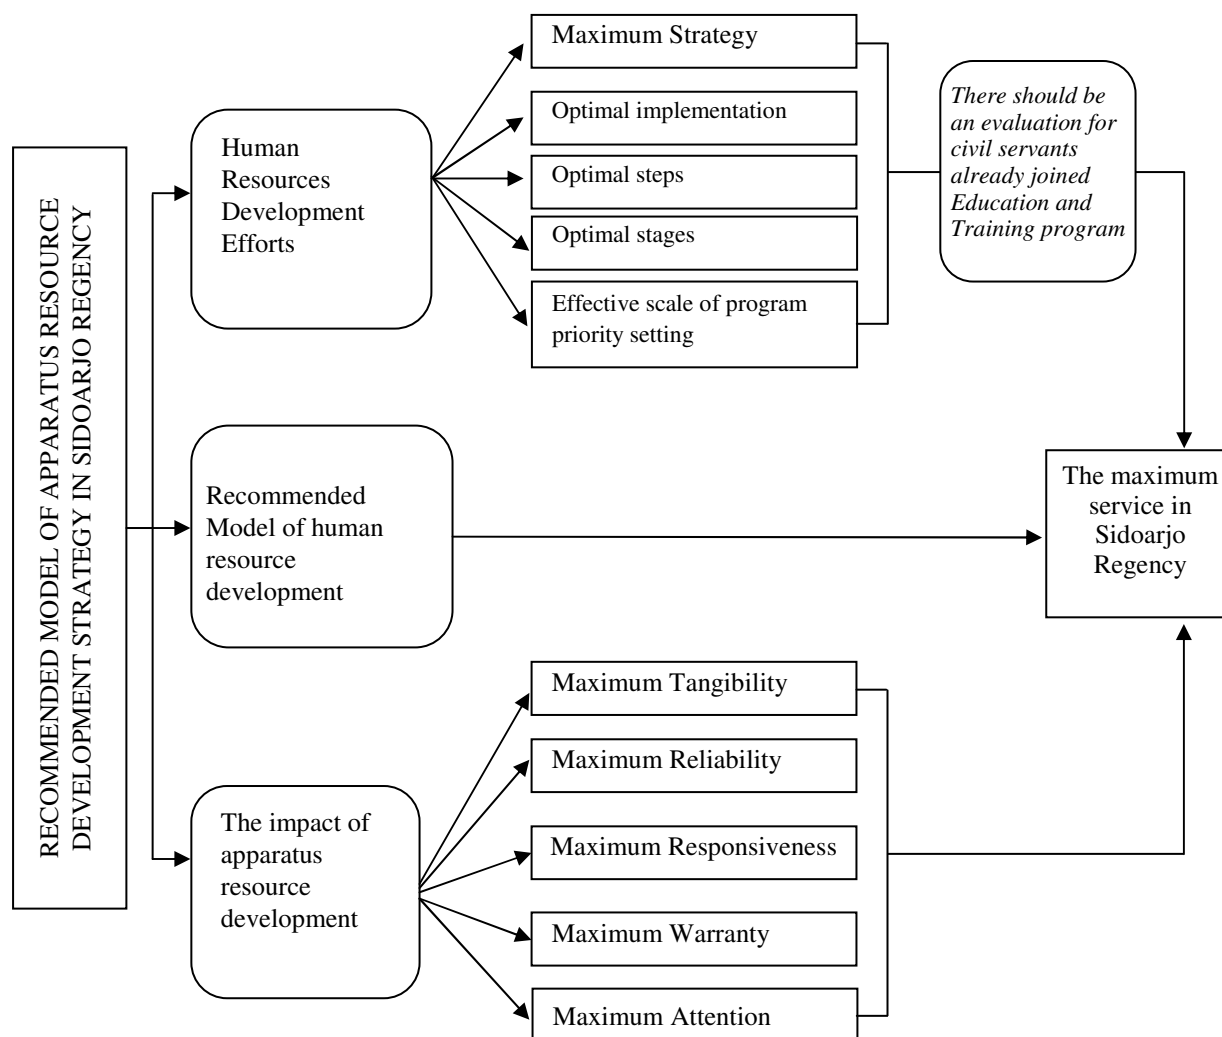 RECOMMENDED MODEL OF APPARATUS RESOURCE
DEVELOPMENT STRATEGY IN SIDOARJO REGENCY
Human
Resources
Development
Efforts
Maximum Strategy
Optimal implementation
Optimal steps
Optimal stages
Effective scale of program
priority setting
There should be
an evaluation for
civil servants
already joined
Education and
Training program
Recommended
Model of human
resource
development
The maximum
service in
Sidoarjo
Regency
The impact of
apparatus
resource
development
Maximum Tangibility
Maximum Reliability
Maximum Responsiveness
Maximum Warranty
Maximum Attention